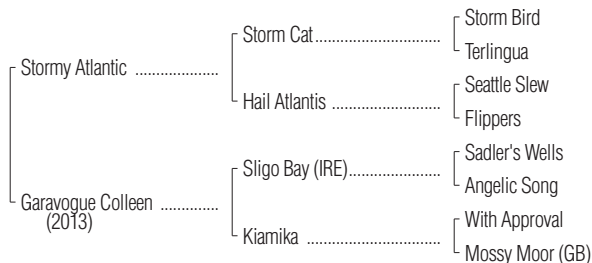 Storm Bird
Storm Cat..............................
Terlingua
Stormy Atlantic ....................
Seattle Slew
Hail Atlantis ..........................
Flippers
Sadler's Wells
Sligo Bay (IRE)......................
Angelic Song
Garavogue Colleen ..............
(2013)
With Approval
Kiamika ................................
Mossy Moor (GB)